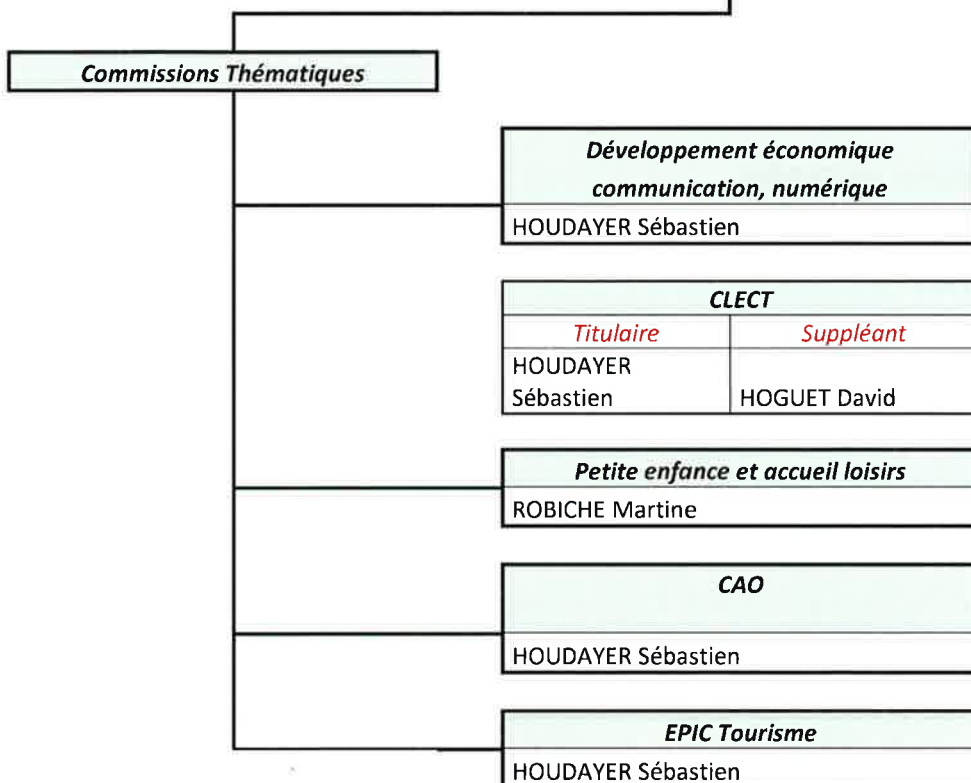 Commissions Thématiques
Développement économique
communication, numérique
HOUDAYER Sébastien
CLECT
Titulaire
Suppléant
HOUDAYER
Sébastien
HOGUET David
Petite enfance et accueil loisirs
ROBICHE Martine
CAO
HOUDAYER Sébastien
EPIC Tourisme
HOUDAYER Sébastien